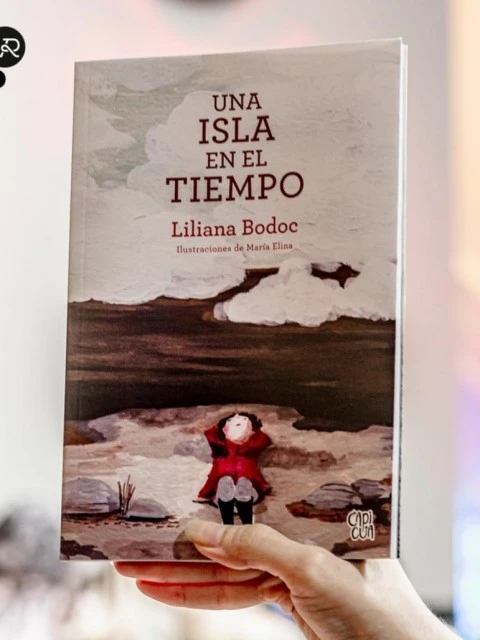 UNA
ISLA
EN EL
TIEMPO
Liliana Bodoc
Ilustraciones de María Elina
CAPI
CUA